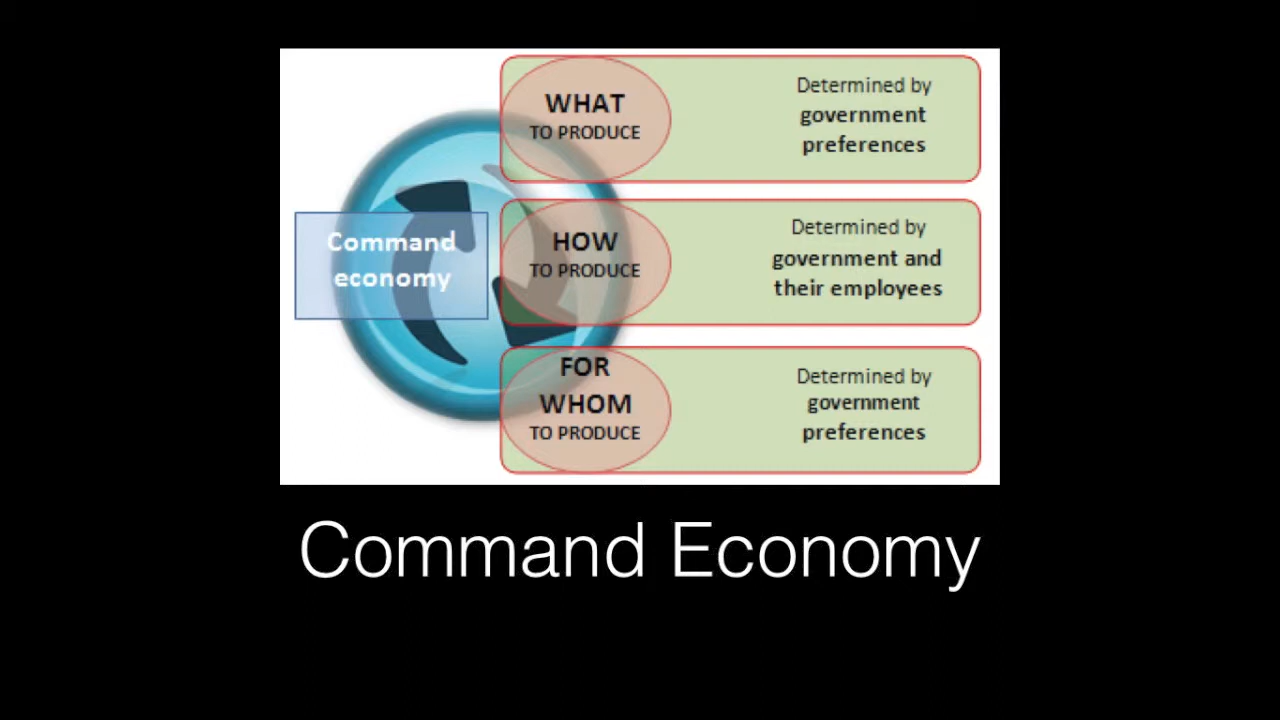 Command
economy
WHAT
TO PRODUCE
Determined by
government
preferences
HOW
TO PRODUCE
Determined by
government and
their employees
FOR
WHOM
TO PRODUCE
Determined by
government
preferences
Command Economy